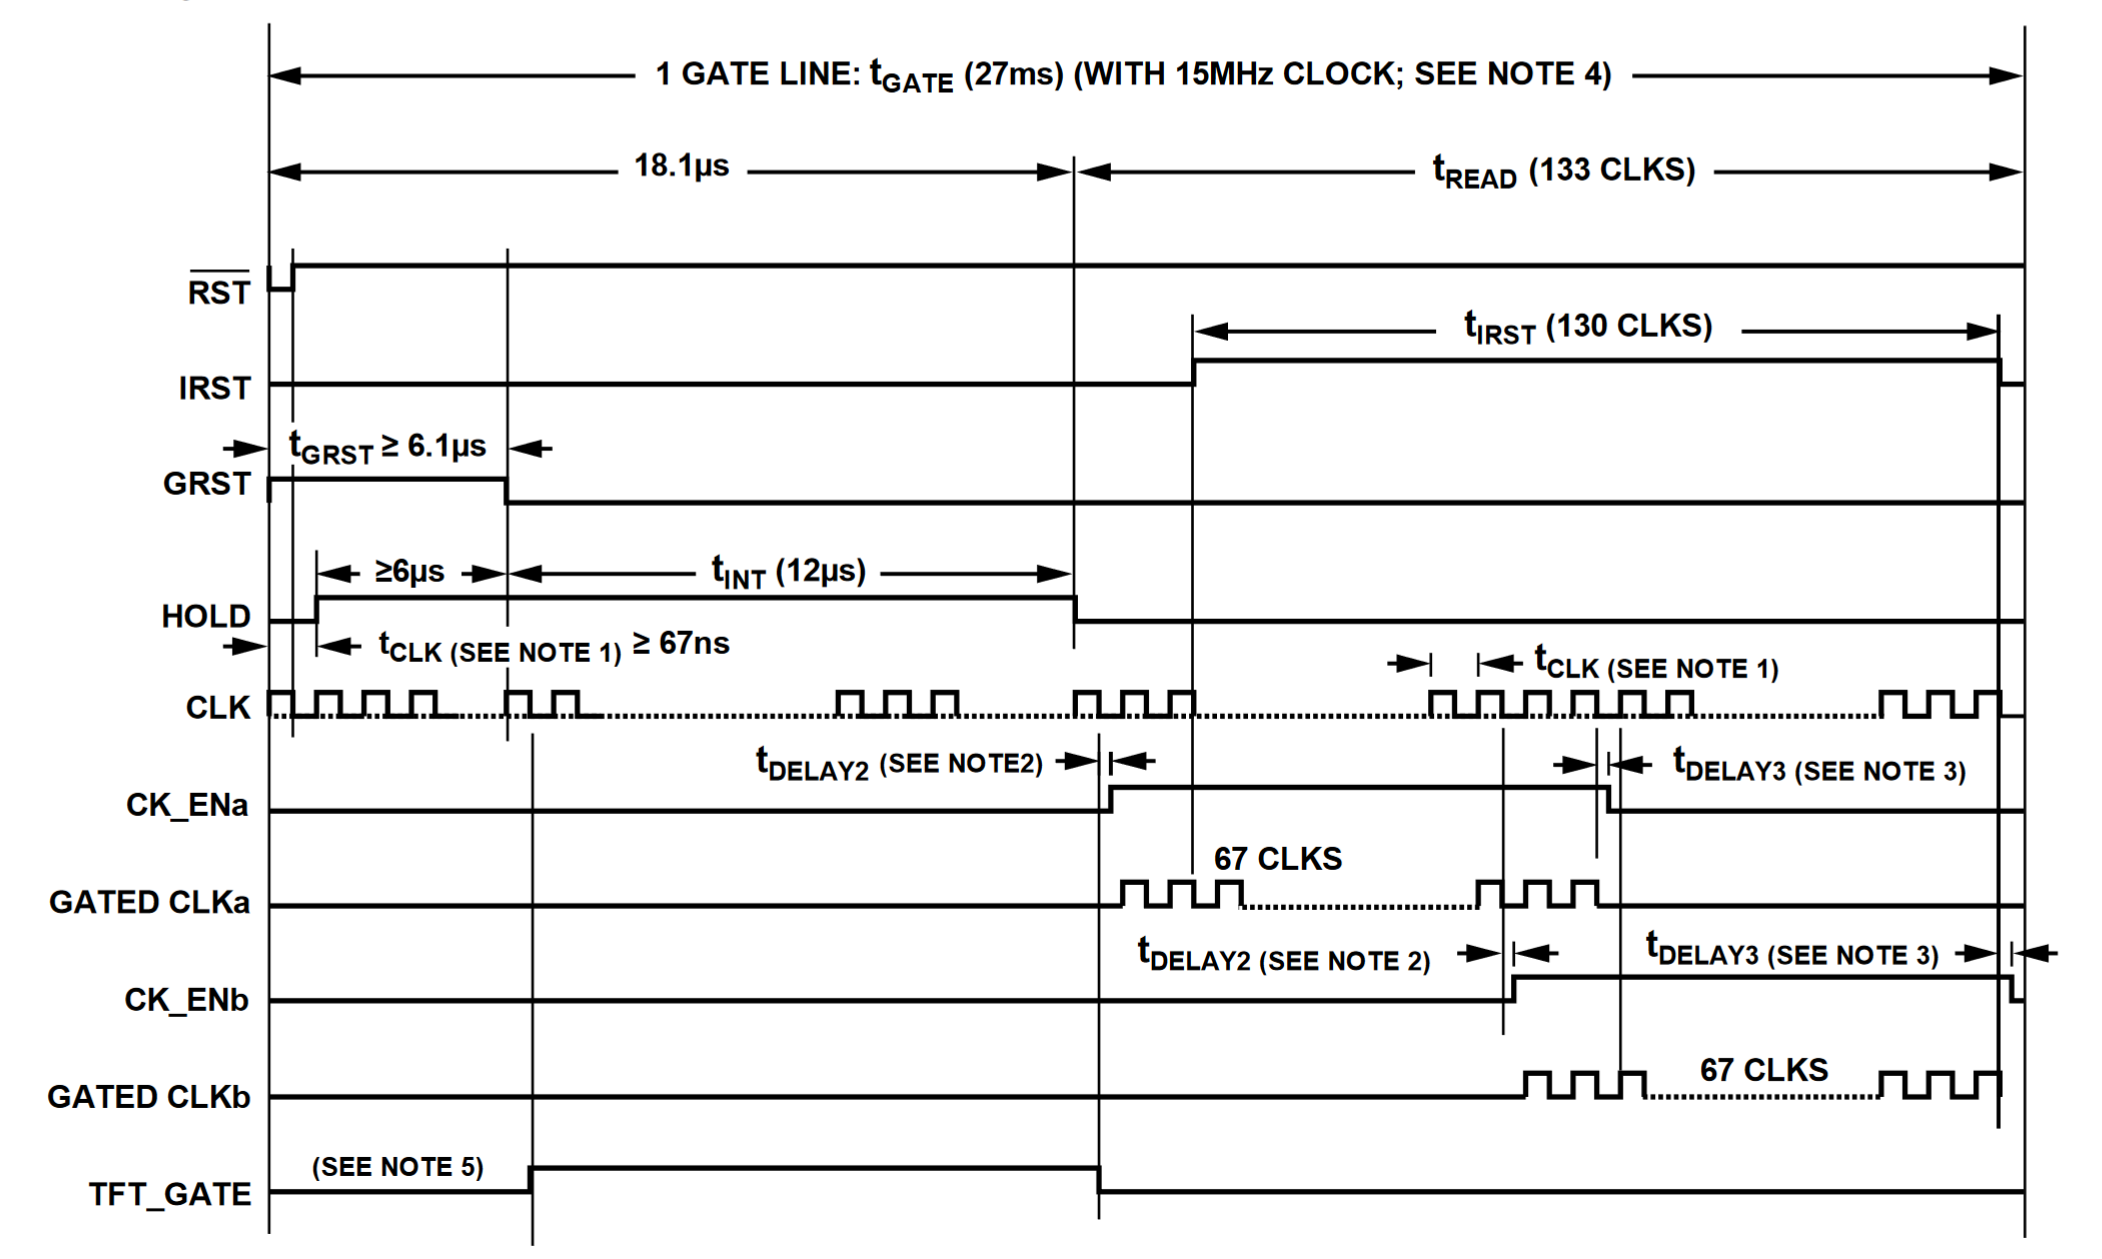 1 GATE LINE: tGATE (27ms) (WITH 15MHz CLOCK; SEE NOTE 4)
18.1µs
tREAD (133 CLKS)
RST
tIRST (130 CLKS)
IRST
tGRST ≥ 6.1µs
GRST
≥6µs
tINT (12µs)
HOLD
tCLK (SEE NOTE 1) ≥ 67ns
tCLK (SEE NOTE 1)
CLK
tDELAY2 (SEE NOTE2)
tDELAY3 (SEE NOTE 3)
CK_ENa
67 CLKS
GATED CLKa
tDELAY2 (SEE NOTE 2)
tDELAY3 (SEE NOTE 3)
CK_ENb
67 CLKS
GATED CLKb
(SEE NOTE 5)
TFT_GATE